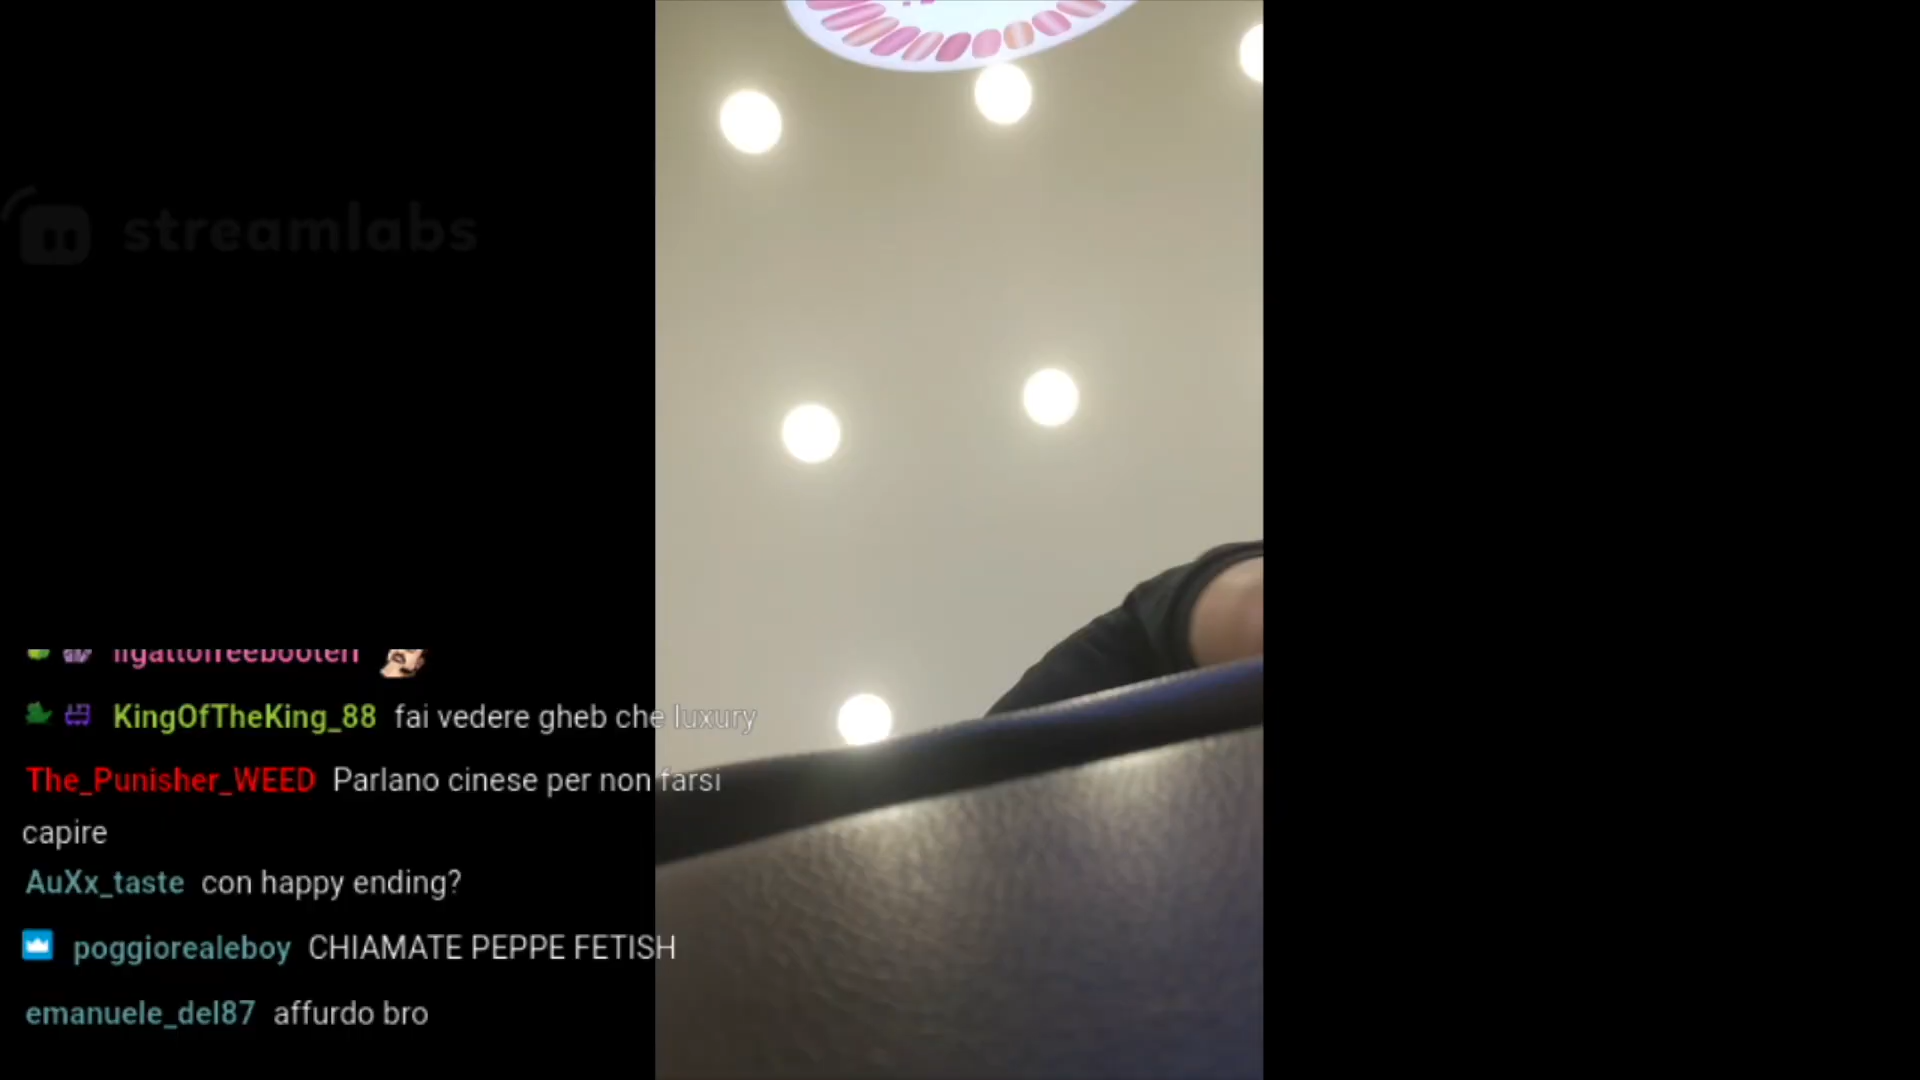 streamlabs
KingOfTheKing_88 fai vedere gheb che luxury
The_Punisher_WEED Parlano cinese per non farsi
capire
AuXx_taste con happy ending?
poggiorealeboy CHIAMATE PEPPE FETISH
emanuele_del87 affurdo bro